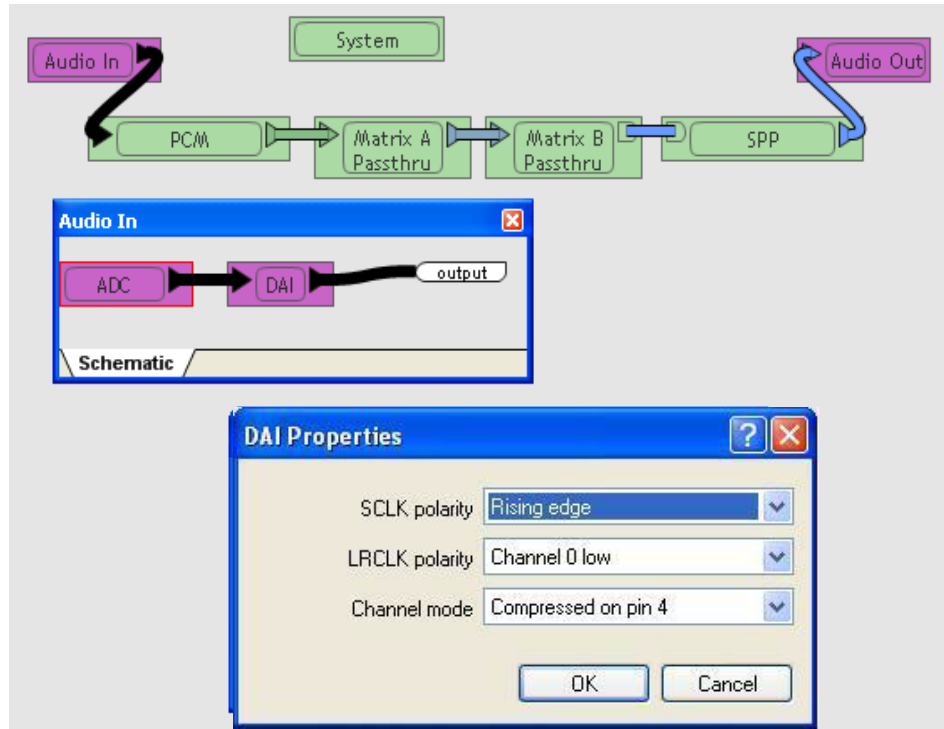 System
Audio In
Audio Out
PCM
Matrix A
Passthru
Matrix B
Passthru
SPP
Audio In
ADC
DAI
output
Schematic
DAI Properties
SCLK polarity Rising edge
LRCLK polarity Channel 0 low
Channel mode Compressed on pin 4
OK Cancel